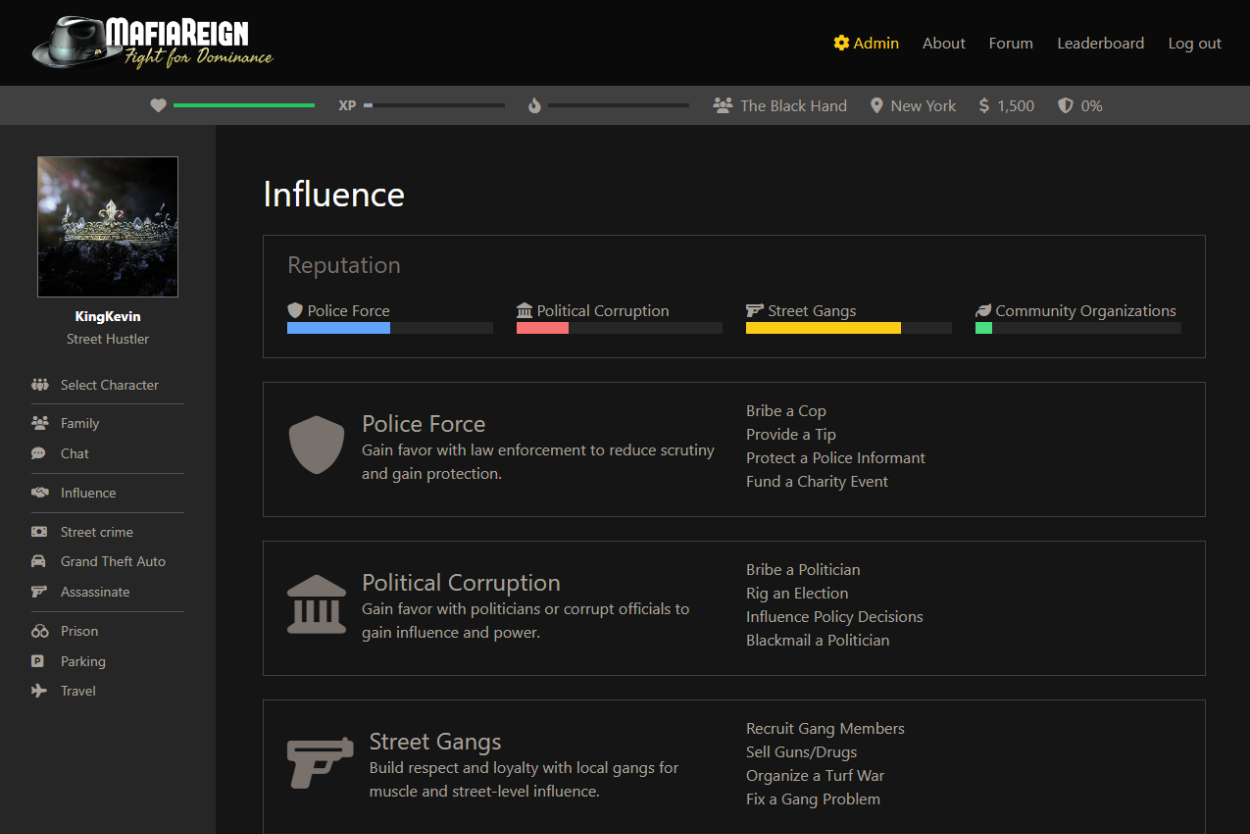 MafiaReign
Fight for Dominance
Admin
About
Forum
Leaderboard
Log out
XP
The Black Hand
New York
$ 1,500
0%
KingKevin
Street Hustler
Select Character
Family
Chat
Influence
Street crime
Grand Theft Auto
Assassinate
Prison
P Parking
Travel
Influence
Reputation
Police Force
Political Corruption
Street Gangs
Community Organizations
Police Force
Gain favor with law enforcement to reduce scrutiny
and gain protection.
Bribe a Cop
Provide a Tip
Protect a Police Informant
Fund a Charity Event
Political Corruption
Gain favor with politicians or corrupt officials to
gain influence and power.
Bribe a Politician
Rig an Election
Influence Policy Decisions
Blackmail a Politician
Street Gangs
Build respect and loyalty with local gangs for
muscle and street-level influence.
Recruit Gang Members
Sell Guns/Drugs
Organize a Turf War
Fix a Gang Problem